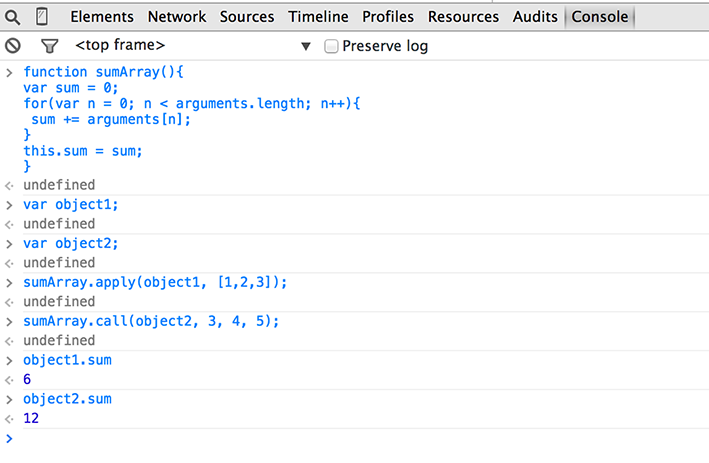 Elements Network Sources Timeline Profiles Resources Audits Console
<top frame> ▼ Preserve log
> function sumArray(){
var sum = 0;
for(var n = 0; n < arguments.length; n++){
 sum += arguments[n];
}
this.sum = sum;
}
<· undefined
> var object1;
<· undefined
> var object2;
<· undefined
> sumArray.apply(object1, [1,2,3]);
<· undefined
> sumArray.call(object2, 3, 4, 5);
<· undefined
> object1.sum
<· 6
> object2.sum
<· 12
>